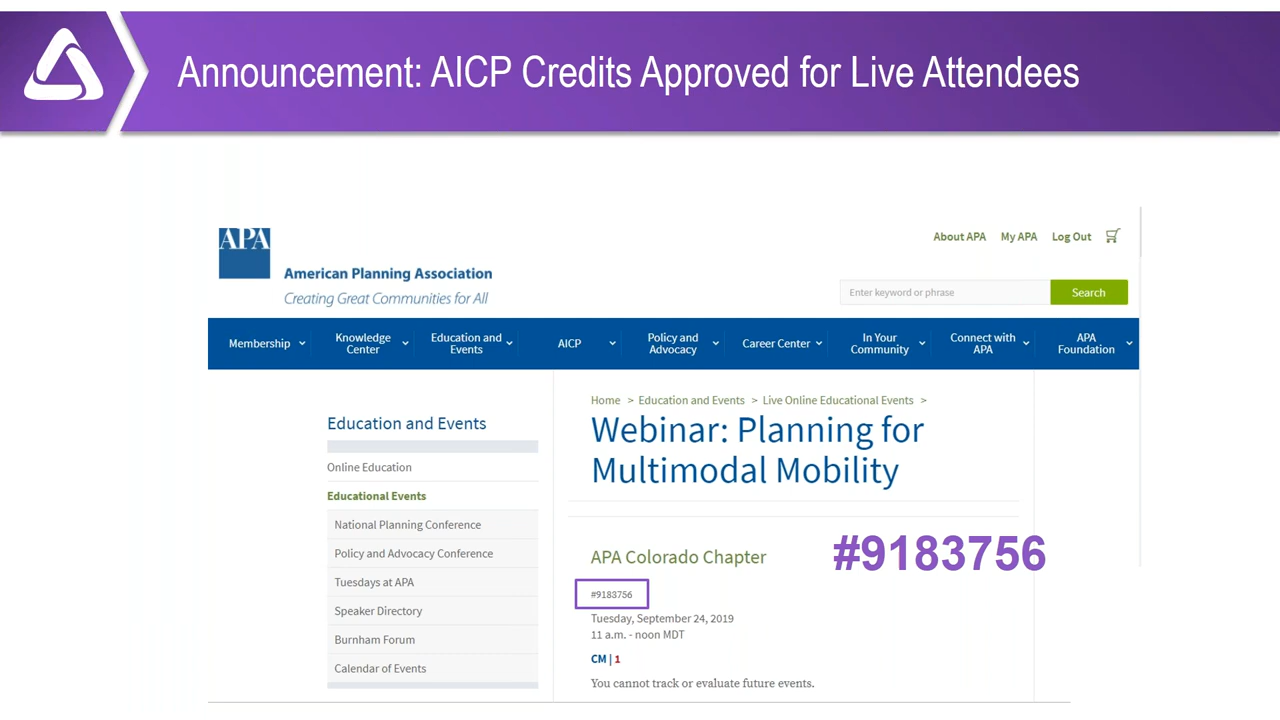 Announcement: AICP Credits Approved for Live Attendees
APA
American Planning Association
Creating Great Communities for All
About APA My APA Log Out
Enter keyword or phrase Search
Membership
Knowledge
Center
Education and
Events
AICP
Policy and
Advocacy
Career Center
In Your
Community
Connect with
APA
APA
Foundation
Education and Events
Online Education
Educational Events
National Planning Conference
Policy and Advocacy Conference
Tuesdays at APA
Speaker Directory
Burnham Forum
Calendar of Events
Home > Education and Events > Live Online Educational Events >
Webinar: Planning for
Multimodal Mobility
APA Colorado Chapter
#9183756
#9183756
Tuesday, September 24, 2019
11 a.m. - noon MDT
CM | 1
You cannot track or evaluate future events.